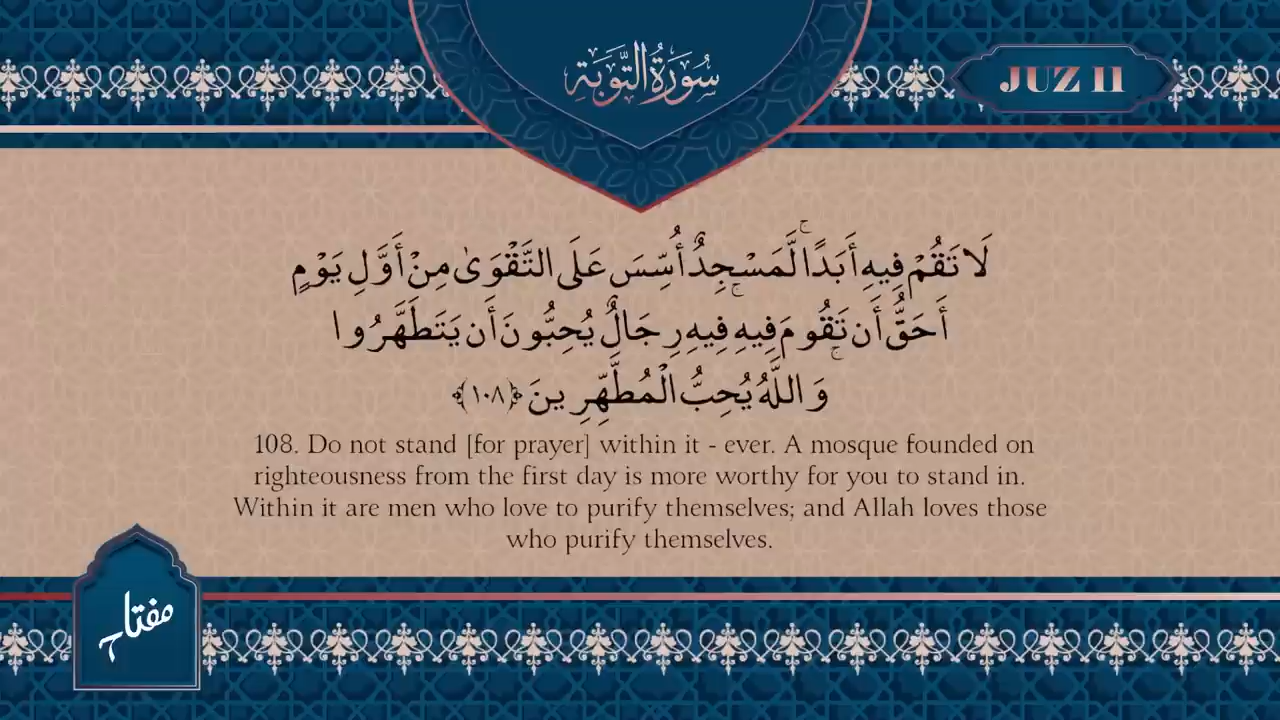 سُورَةُ التَّوْبَةِ
JUZ 11
لَا تَقُمْ فِيهِ أَبَدًا ۚ لَّمَسْجِدٌ أُسِّسَ عَلَى التَّقْوَىٰ مِنْ أَوَّلِ يَوْمٍ
أَحَقُّ أَن تَقُومَ فِيهِ ۚ فِيهِ رِجَالٌ يُحِبُّونَ أَن يَتَطَهَّرُوا
ۚ وَاللَّهُ يُحِبُّ الْمُطَّهِّرِينَ ﴿١٠٨﴾
108. Do not stand [for prayer] within it - ever. A mosque founded on
righteousness from the first day is more worthy for you to stand in.
Within it are men who love to purify themselves; and Allah loves those
who purify themselves.
مفتاح